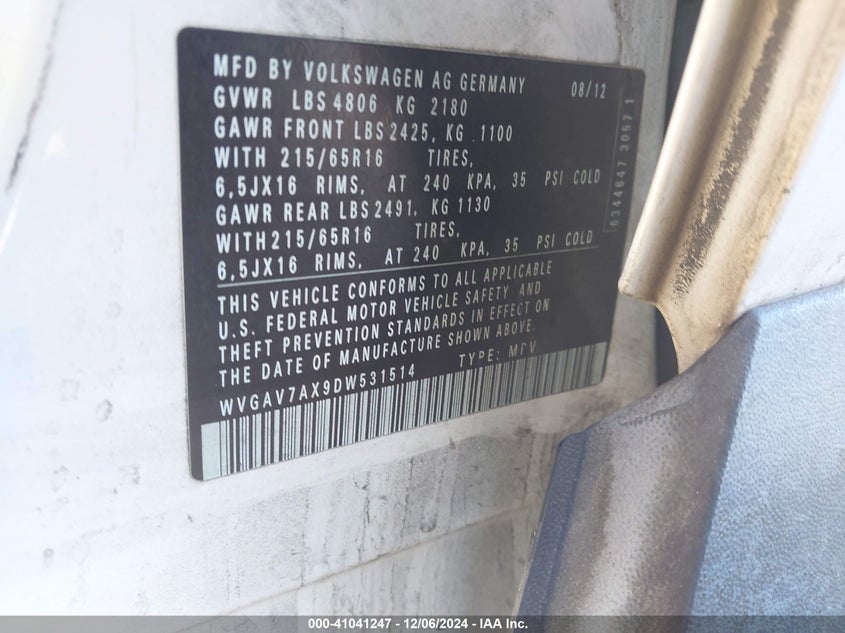 MFD BY VOLKSWAGEN AG GERMANY 08/12
GVWR LBS 4806 KG 2180
GAWR FRONT LBS 2425, KG 1100
WITH 215/65R16 TIRES,
6,5JX16 RIMS, AT 240 KPA, 35 PSI COLD
GAWR REAR LBS 2491, KG 1130
WITH 215/65R16 TIRES,
6,5JX16 RIMS, AT 240 KPA, 35 PSI COLD
THIS VEHICLE CONFORMS TO ALL APPLICABLE
U.S. FEDERAL MOTOR VEHICLE SAFETY AND
THEFT PREVENTION STANDARDS IN EFFECT ON
THE DATE OF MANUFACTURE SHOWN ABOVE.
WVGAV7AX9DW531514 TYPE: MPV
6344647 30571
000-41041247 - 12/06/2024 - IAA Inc.